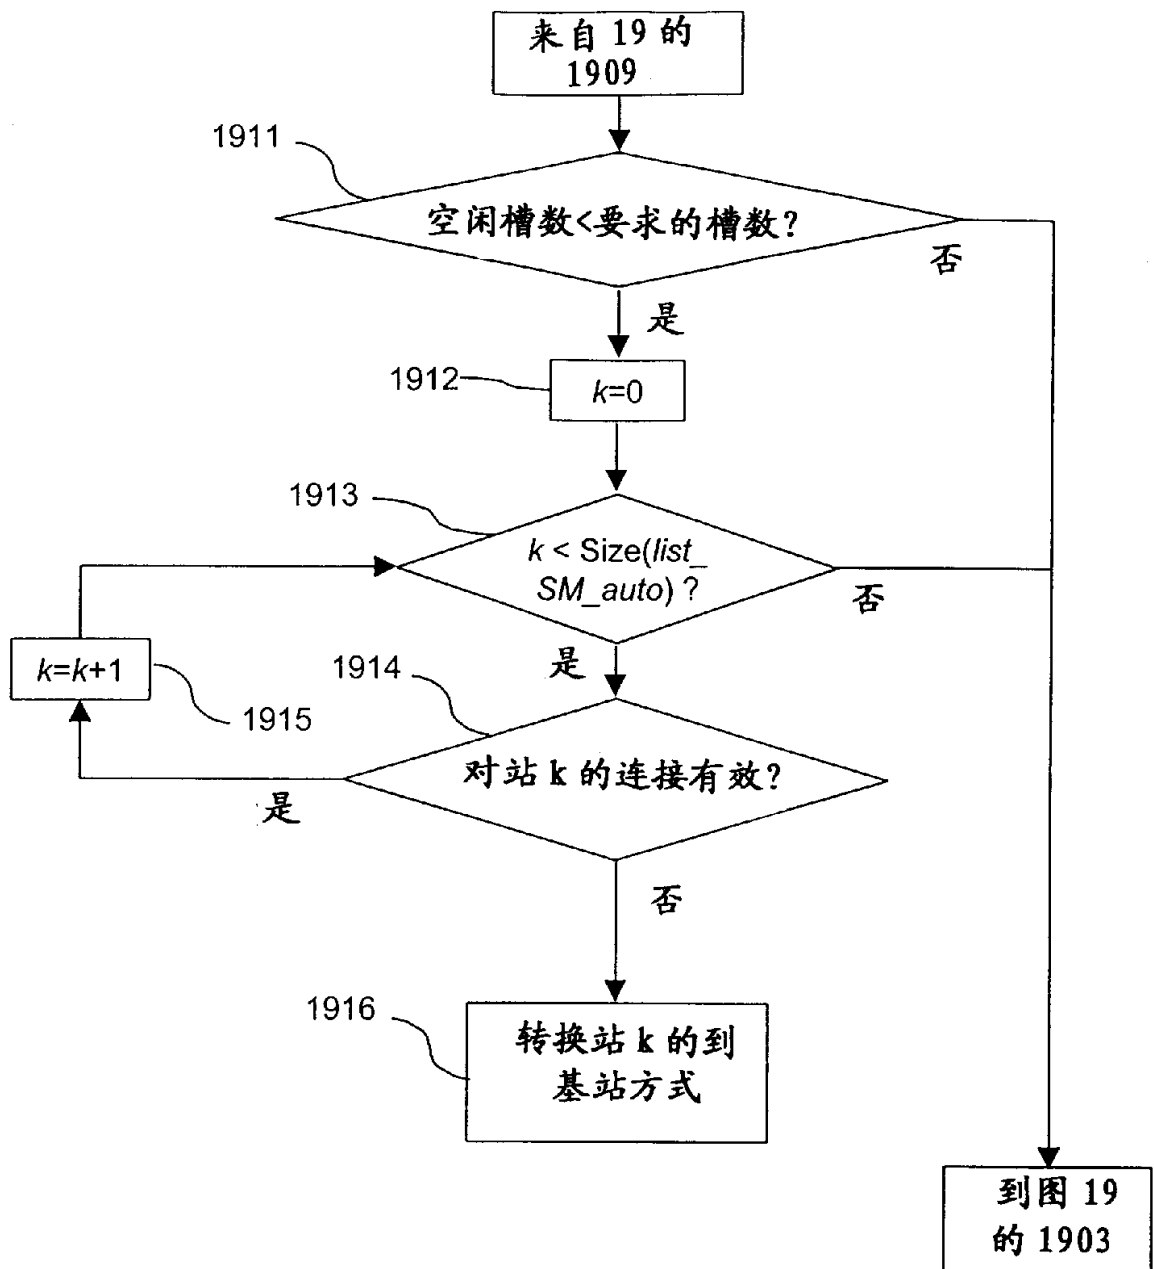 来自 19 的
1909
1911
空闲槽数<要求的槽数?
否
是
1912
k=0
1913
k < Size(list_
SM_auto) ?
否
是
k=k+1
1914
1915
对站 k 的连接有效?
是
否
1916
转换站 k 的到
基站方式
到图 19
的 1903